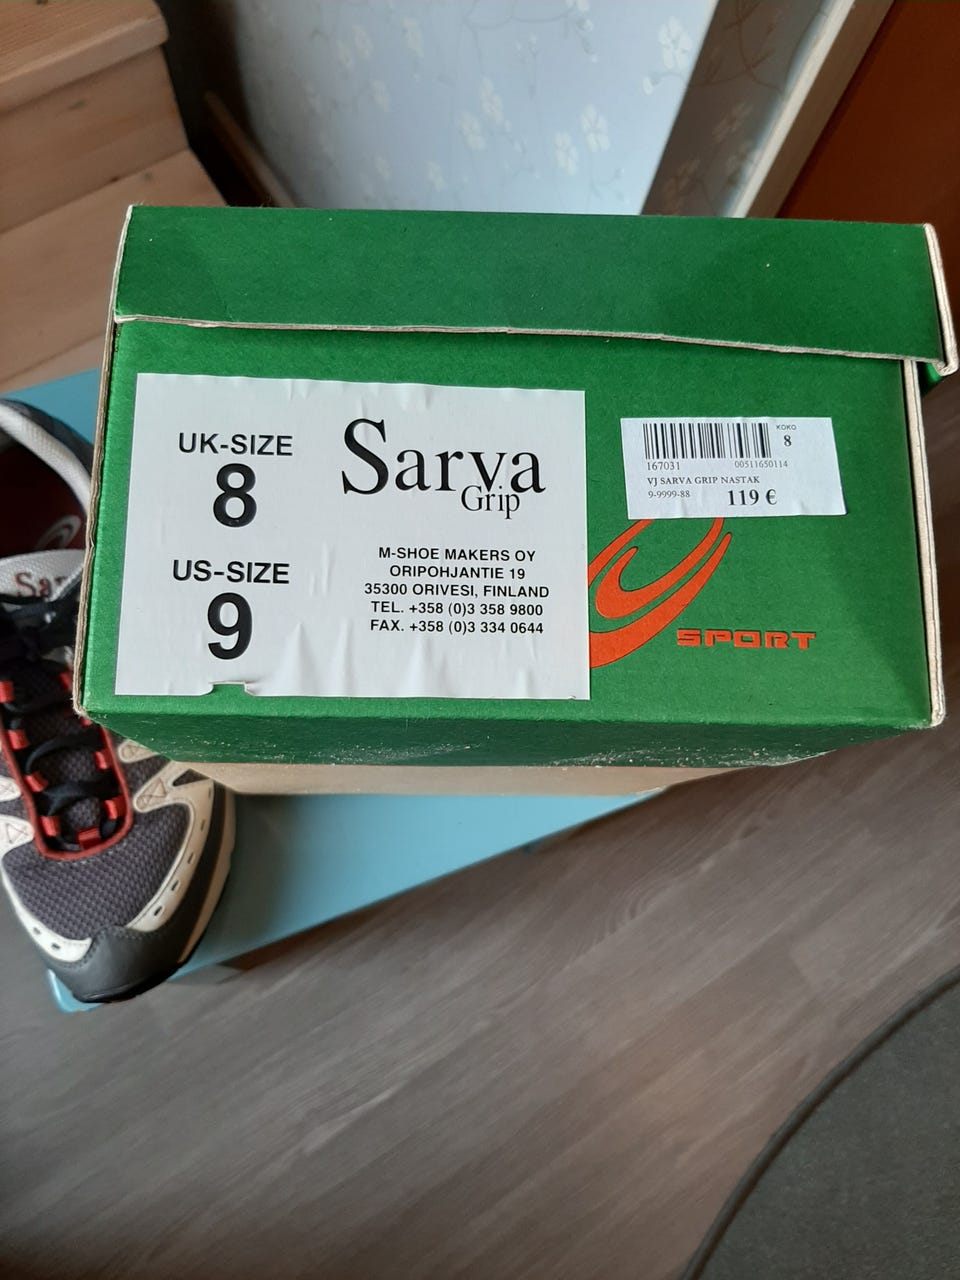 UK-SIZE
8
US-SIZE
9
Sarva
Grip
M-SHOE MAKERS OY
ORIPOHJANTIE 19
35300 ORIVESI, FINLAND
TEL. +358 (0)3 358 9800
FAX. +358 (0)3 334 0644
KOKO
8
167031 00511650114
VJ SARVA GRIP NASTAK
9-9999-88 119 €
SPORT